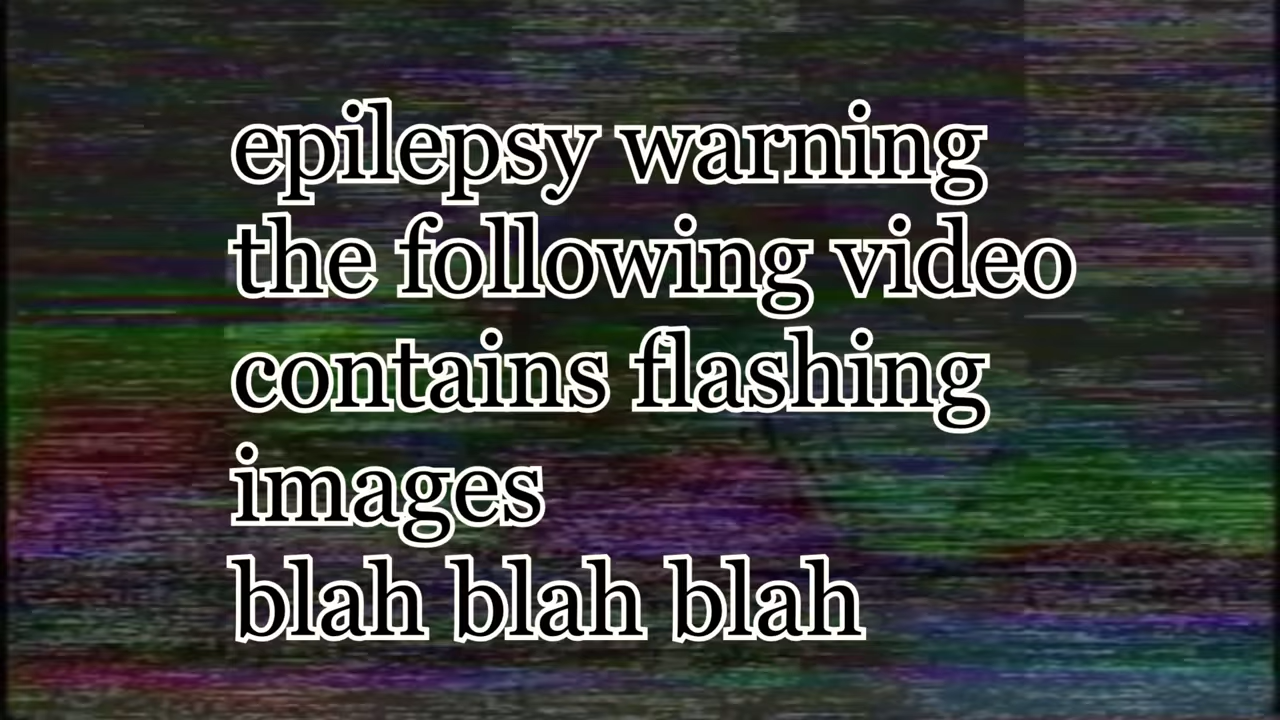 epilepsy warning
the following video
contains flashing
images
blah blah blah